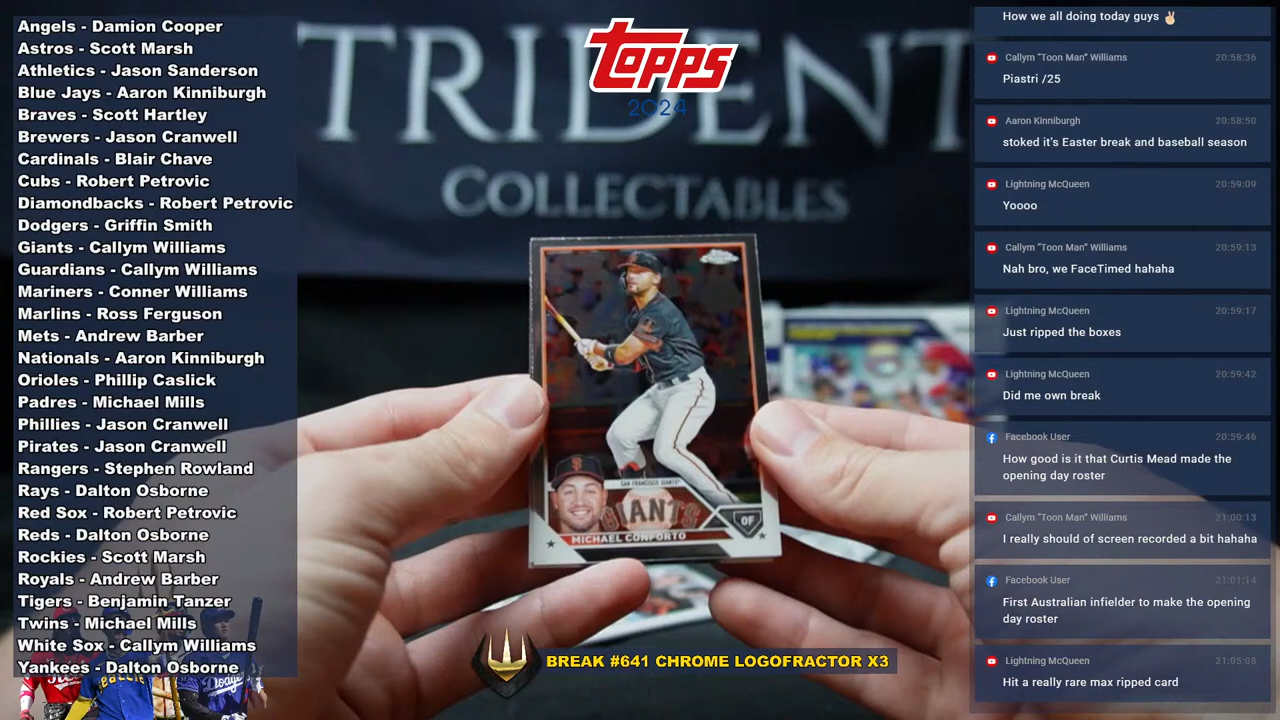 Angels - Damion Cooper
Astros - Scott Marsh
Athletics - Jason Sanderson
Blue Jays - Aaron Kinniburgh
Braves - Scott Hartley
Brewers - Jason Cranwell
Cardinals - Blair Chave
Cubs - Robert Petrovic
Diamondbacks - Robert Petrovic
Dodgers - Griffin Smith
Giants - Callym Williams
Guardians - Callym Williams
Mariners - Conner Williams
Marlins - Ross Ferguson
Mets - Andrew Barber
Nationals - Aaron Kinniburgh
Orioles - Phillip Caslick
Padres - Michael Mills
Phillies - Jason Cranwell
Pirates - Jason Cranwell
Rangers - Stephen Rowland
Rays - Dalton Osborne
Red Sox - Robert Petrovic
Reds - Dalton Osborne
Rockies - Scott Marsh
Royals - Andrew Barber
Tigers - Benjamin Tanzer
Twins - Michael Mills
White Sox - Callym Williams
Yankees - Dalton Osborne
TRIDENT
COLLECTABLES
topps
2024
SAN FRANCISCO GIANTS
GIANTS
OF
MICHAEL CONFORTO
BREAK #641 CHROME LOGOFRACTOR X3
How we all doing today guys ✌🏻
Callym "Toon Man" Williams 20:58:36
Piastri /25
Aaron Kinniburgh 20:58:50
stoked it's Easter break and baseball season
Lightning McQueen 20:59:09
Yoooo
Callym "Toon Man" Williams 20:59:13
Nah bro, we FaceTimed hahaha
Lightning McQueen 20:59:17
Just ripped the boxes
Lightning McQueen 20:59:42
Did me own break
Facebook User 20:59:46
How good is it that Curtis Mead made the
opening day roster
Callym "Toon Man" Williams 21:00:13
I really should of screen recorded a bit hahaha
Facebook User 21:01:14
First Australian infielder to make the opening
day roster
Lightning McQueen 21:05:08
Hit a really rare max ripped card